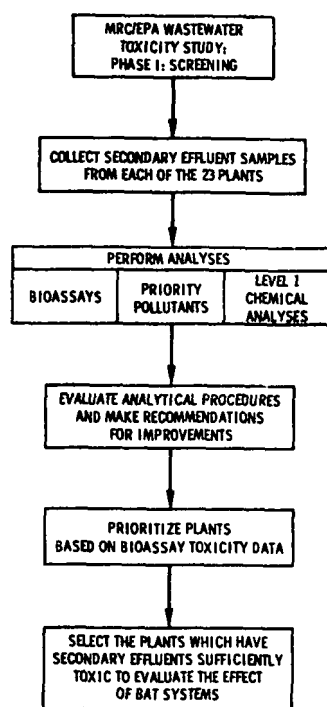 MRC/EPA WASTEWATER
TOXICITY STUDY:
PHASE I: SCREENING
COLLECT SECONDARY EFFLUENT SAMPLES
FROM EACH OF THE 23 PLANTS
PERFORM ANALYSES
BIOASSAYS
PRIORITY
POLLUTANTS
LEVEL 1
CHEMICAL
ANALYSES
EVALUATE ANALYTICAL PROCEDURES
AND MAKE RECOMMENDATIONS
FOR IMPROVEMENTS
PRIORITIZE PLANTS
BASED ON BIOASSAY TOXICITY DATA
SELECT THE PLANTS WHICH HAVE
SECONDARY EFFLUENTS SUFFICIENTLY
TOXIC TO EVALUATE THE EFFECT
OF BAT SYSTEMS